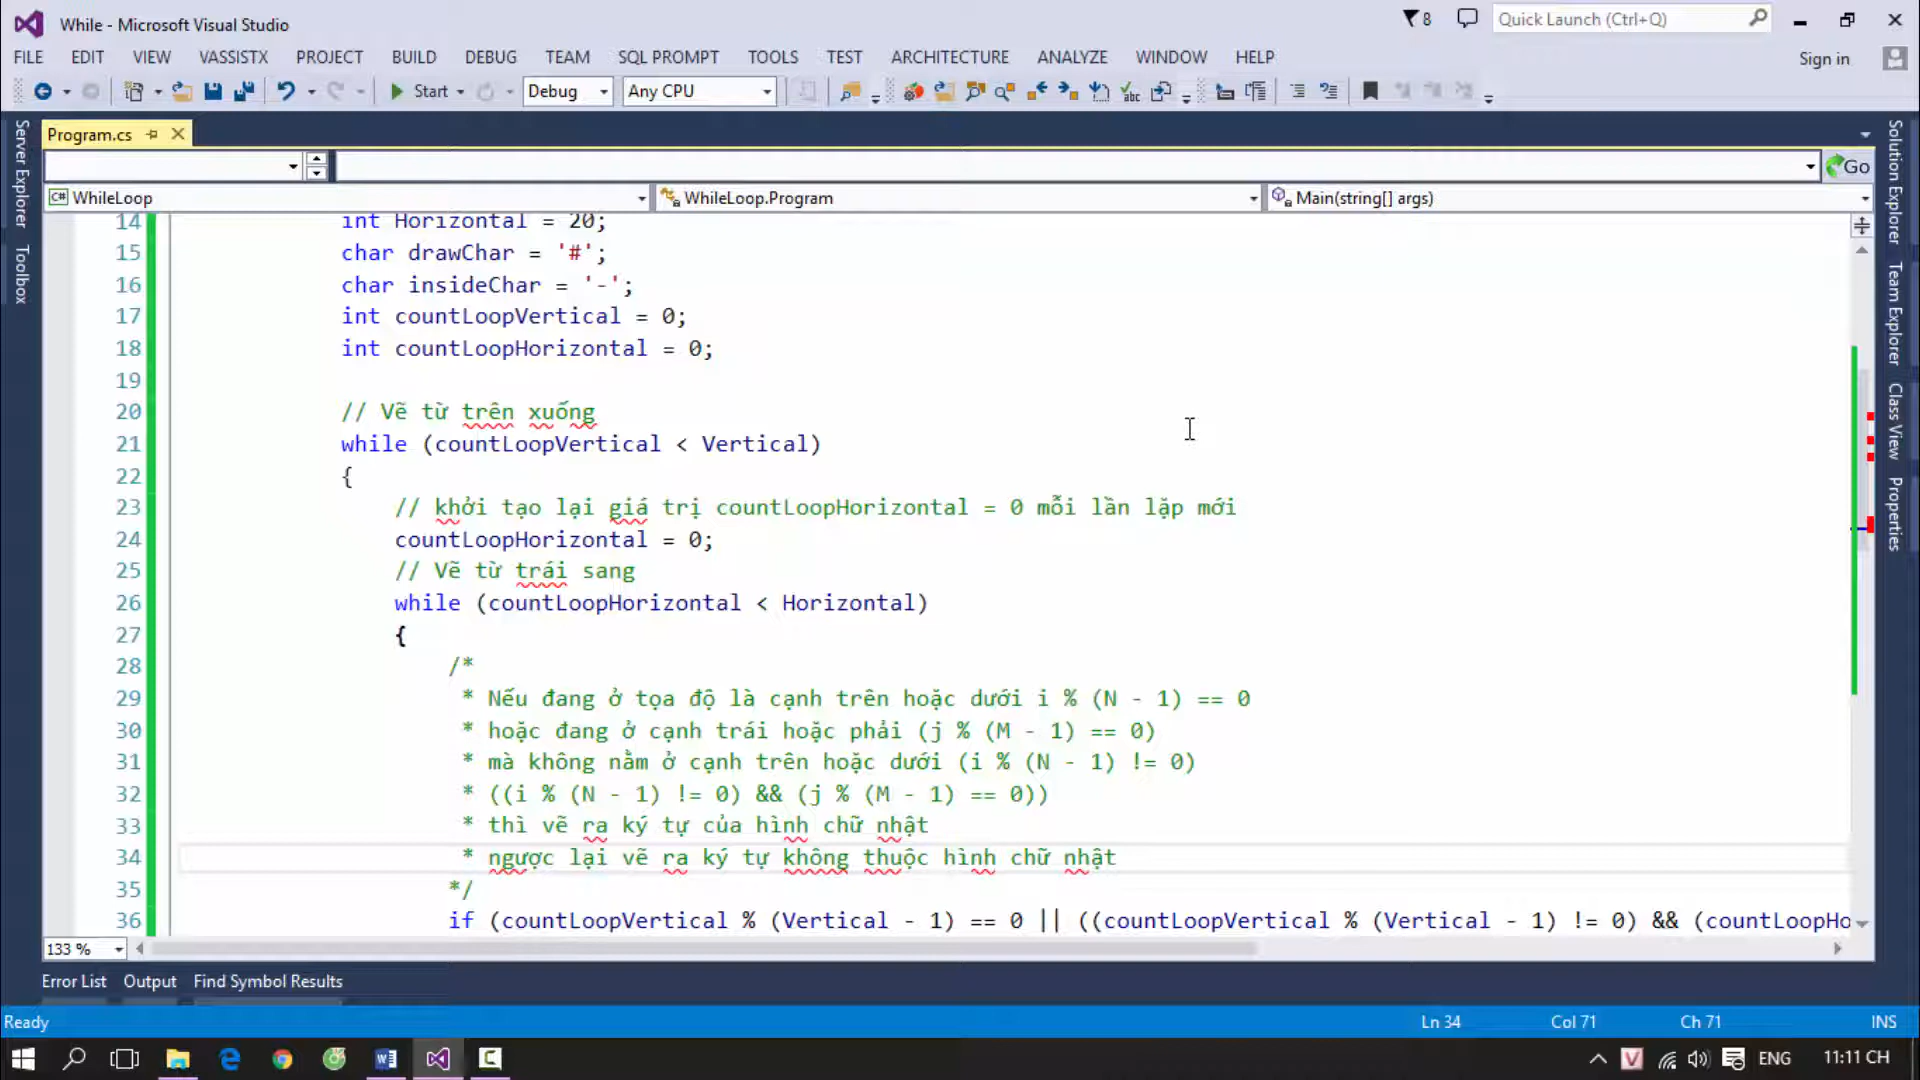 While - Microsoft Visual Studio
8
Quick Launch (Ctrl+Q)
FILE EDIT VIEW VASSISTX PROJECT BUILD DEBUG TEAM SQL PROMPT TOOLS TEST ARCHITECTURE ANALYZE WINDOW HELP
Sign in
Start Debug Any CPU
Server Explorer
Toolbox
Program.cs
Go
WhileLoop WhileLoop.Program Main(string[] args)
14 int Horizontal = 20;
15 char drawChar = '#';
16 char insideChar = '-';
17 int countLoopVertical = 0;
18 int countLoopHorizontal = 0;
19
20 // Vẽ từ trên xuống
21 while (countLoopVertical < Vertical)
22 {
23 // khởi tạo lại giá trị countLoopHorizontal = 0 mỗi lần lặp mới
24 countLoopHorizontal = 0;
25 // Vẽ từ trái sang
26 while (countLoopHorizontal < Horizontal)
27 {
28 /*
29 * Nếu đang ở tọa độ là cạnh trên hoặc dưới i % (N - 1) == 0
30 * hoặc đang ở cạnh trái hoặc phải (j % (M - 1) == 0)
31 * mà không nằm ở cạnh trên hoặc dưới (i % (N - 1) != 0)
32 * ((i % (N - 1) != 0) && (j % (M - 1) == 0))
33 * thì vẽ ra ký tự của hình chữ nhật
34 * ngược lại vẽ ra ký tự không thuộc hình chữ nhật
35 */
36 if (countLoopVertical % (Vertical - 1) == 0 || ((countLoopVertical % (Vertical - 1) != 0) && (countLoopHo
133 %
Solution Explorer
Team Explorer
Class View
Properties
Error List Output Find Symbol Results
Ready Ln 34 Col 71 Ch 71 INS
ENG 11:11 CH